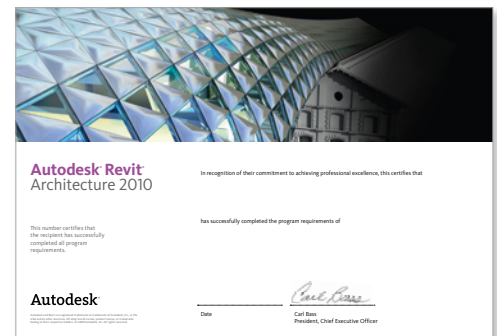 Autodesk® Revit®
Architecture 2010
In recognition of their commitment to achieving professional excellence, this certifies that
has successfully completed the program requirements of
This number certifies that
the recipient has successfully
completed all program
requirements.
Autodesk®
Carl Bass
Date
Carl Bass
President, Chief Executive Officer